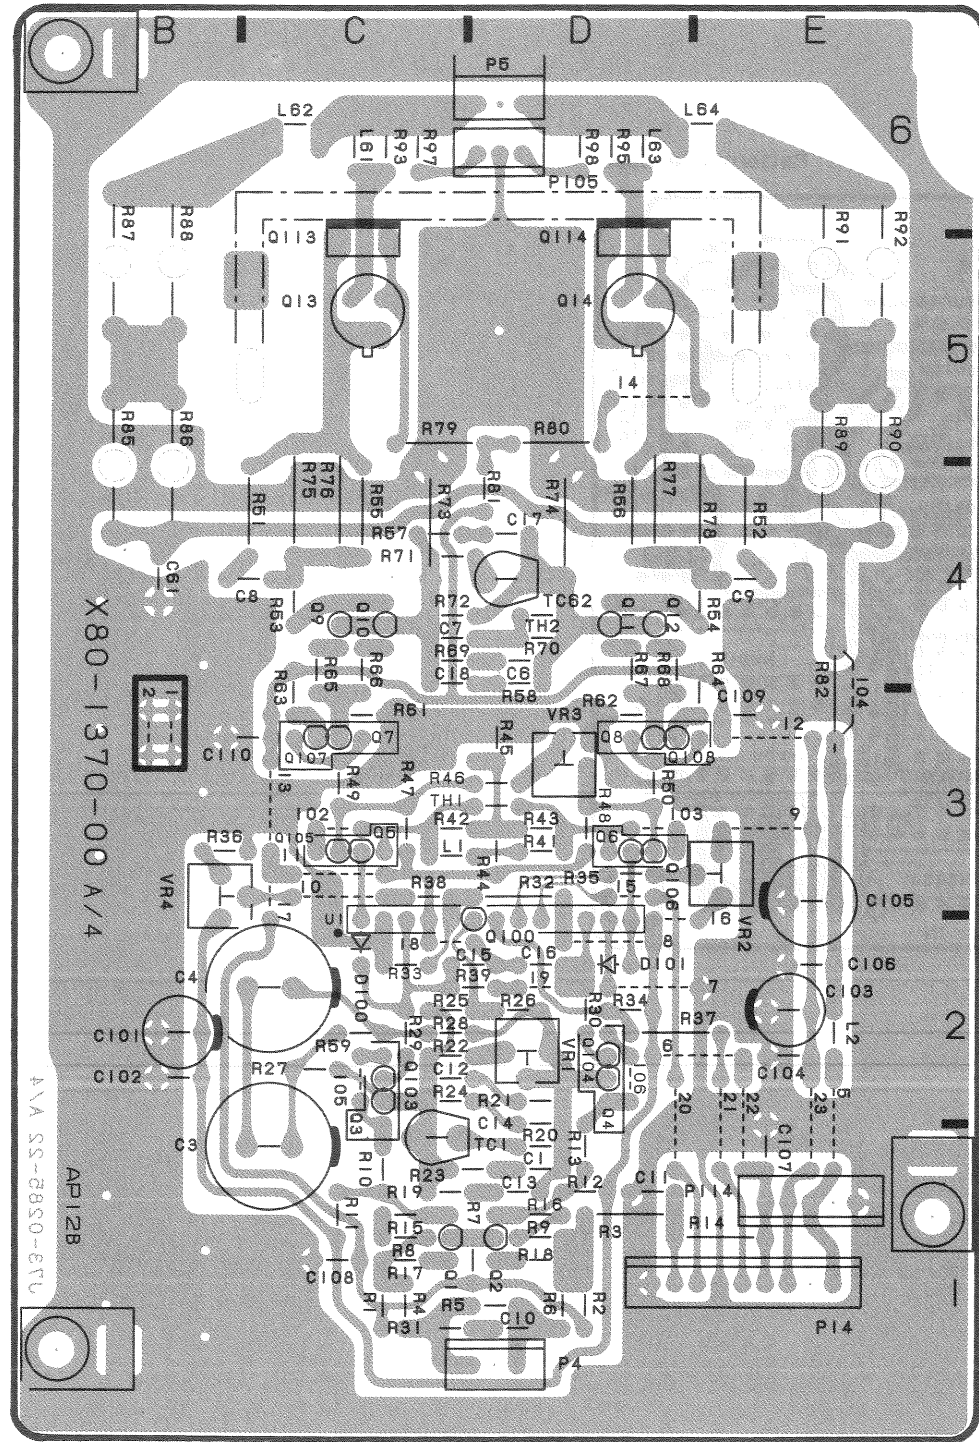 B C D E
P5
L62 L64
6
L61 R93 R97 R98 R95 L63
P105
R87 R88 R91 R92
Q113 Q114
Q13 Q14
5
14
R85 R86 R79 R80 R89 R90
R51 R75 R76 R55 R73 R81 R74 R56 R77 R78 R52
R57 C17
R71
C61 4
C8 C9
R53 Q9 Q10 R72 TC62 Q11 Q12 R54
C7 TH2
R69 R70
R63 R65 R66 C18 C6 R67 R68 R64 R82 104
R58
2 1
R61 VR3 R62 C109
12
C110 Q107 Q7 R45 Q8 Q108
13 R49 R47 R46 R50
3
TH1 R48
102 103
R42 R43
9
R36 Q105 Q5 L1 R41 Q6
VR4 10 R38 R44 R32 R35 15 Q106
7 16 VR2 C105
U1 Q100
18 8
C4 D100 R33 C15 C16 D101 C106
R39 19
7
C103
R25 R26 R30 R34
C101 R29 R28 R37 L2
2
R59 R22 VR1 Q104 6
C102 R27 C12 C104
105 Q103 R24 R21 106
20 21 22 23 5
C3 Q3 C14 Q4
TC1 R20 C107
C1 R13
R10 R23
R19 C13 R12 C11 P114
R11 R16
R15 R7 R9 R3 R14
R8 R18
C108 R17
Q1 Q2
1
R1 R4 R5 R6 R2
R31 C10 P14
P4
X80-1370-00 A/4
AP12B
J73-0285-22 A/4